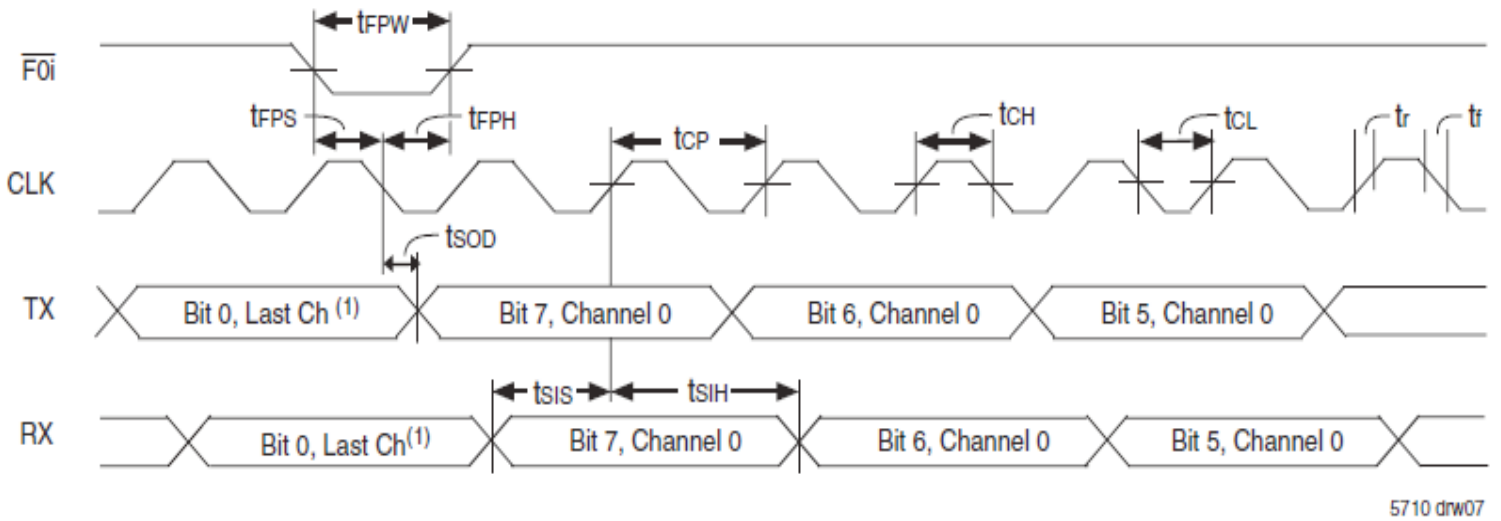 tFPW
F0i
tFPS tFPH tCP tCH tCL tr tf
CLK
tSOD
TX Bit 0, Last Ch (1) Bit 7, Channel 0 Bit 6, Channel 0 Bit 5, Channel 0
tSIS tSIH
RX Bit 0, Last Ch(1) Bit 7, Channel 0 Bit 6, Channel 0 Bit 5, Channel 0
5710 drw07